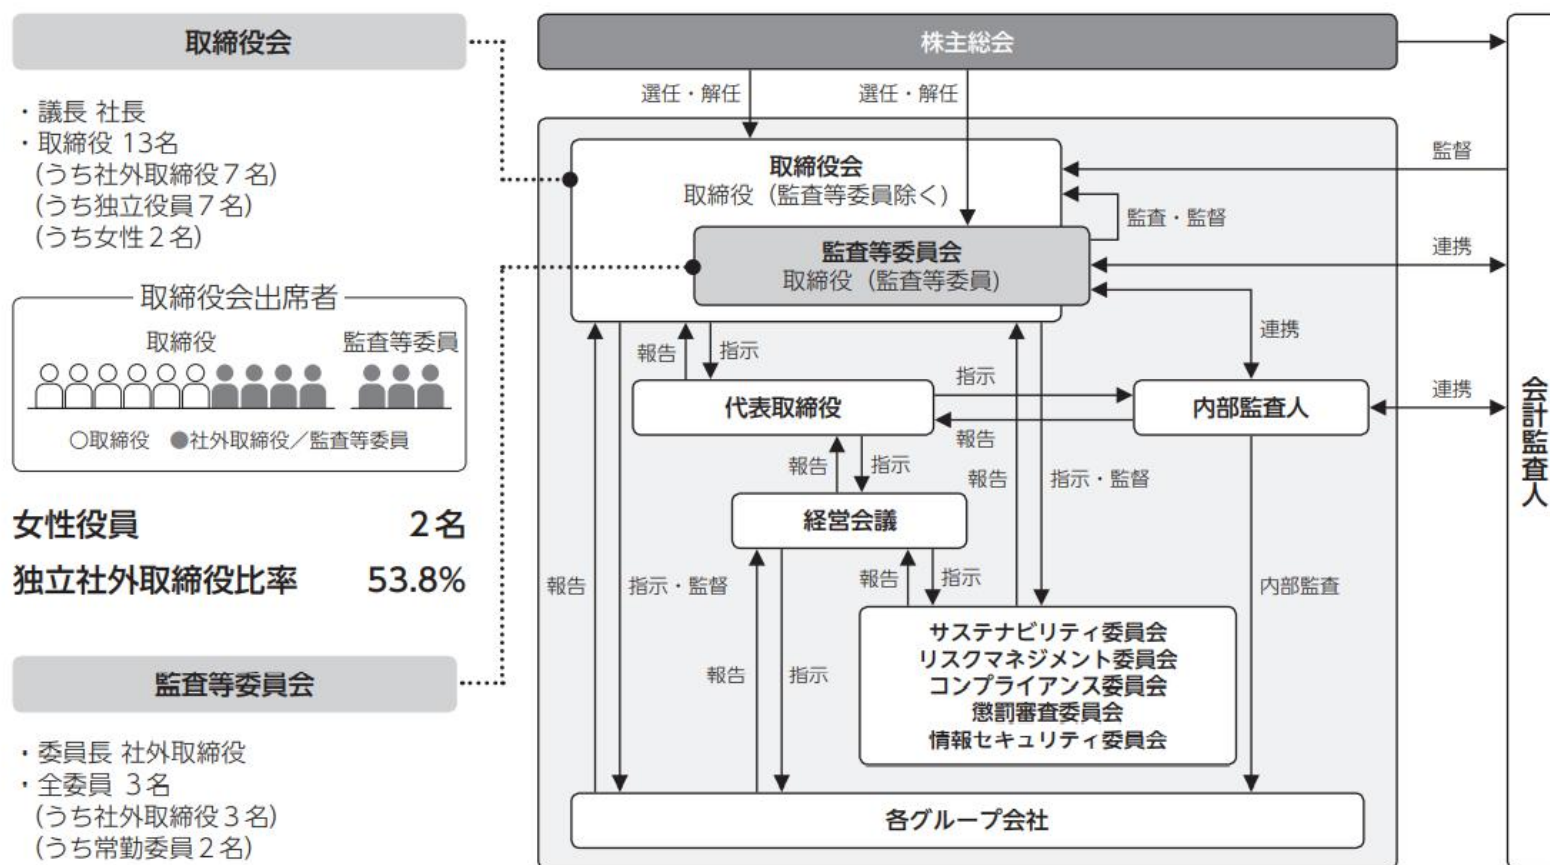 取締役会
・議長 社長
・取締役 13名
(うち社外取締役7名)
(うち独立役員7名)
(うち女性2名)
取締役会出席者
取締役
監査等委員
○取締役 ●社外取締役／監査等委員
女性役員 2名
独立社外取締役比率 53.8%
監査等委員会
・委員長 社外取締役
・全委員 3名
(うち社外取締役3名)
(うち常勤委員2名)
株主総会
選任・解任
選任・解任
取締役会
取締役（監査等委員除く）
監査等委員会
取締役（監査等委員）
監査・監督
監督
連携
連携
連携
会計監査人
報告
指示
代表取締役
指示
報告
内部監査人
報告
指示
報告
指示・監督
経営会議
報告
指示・監督
報告
指示
内部監査
サステナビリティ委員会
リスクマネジメント委員会
コンプライアンス委員会
懲罰審査委員会
情報セキュリティ委員会
報告
指示
各グループ会社